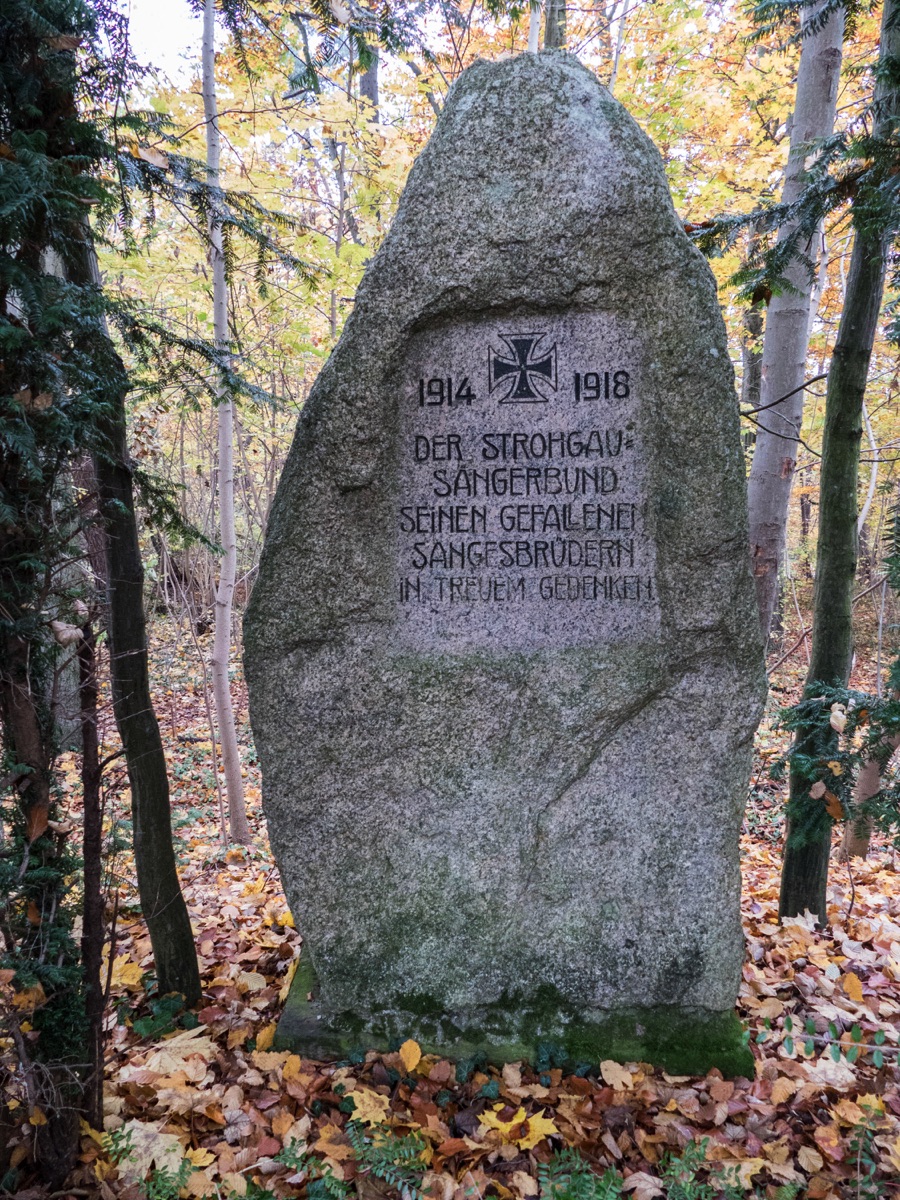 1914 1918
DER STROHGAU=
SÄNGERBUND
SEINEN GEFALLENEN
SANGESBRÜDERN
IN TREUEM GEDENKEN